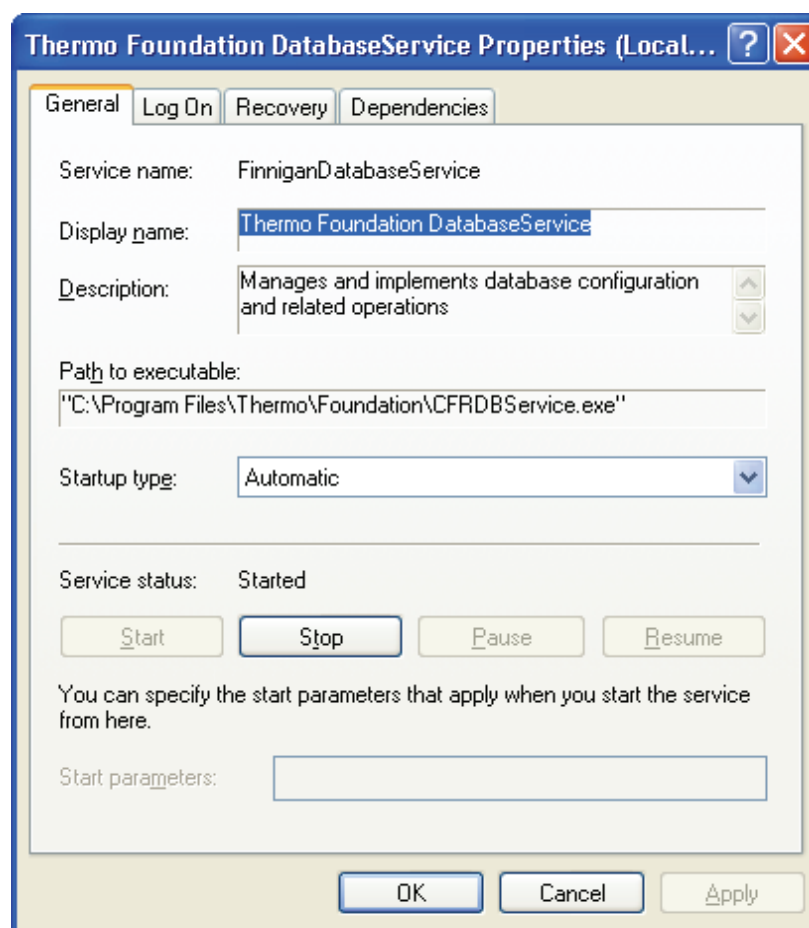 Thermo Foundation DatabaseService Properties (Local...
General Log On Recovery Dependencies
Service name: FinniganDatabaseService
Display name: Thermo Foundation DatabaseService
Description: Manages and implements database configuration
and related operations
Path to executable:
"C:\Program Files\Thermo\Foundation\CFRDBService.exe"
Startup type: Automatic
Service status: Started
Start Stop Pause Resume
You can specify the start parameters that apply when you start the service
from here.
Start parameters:
OK Cancel Apply